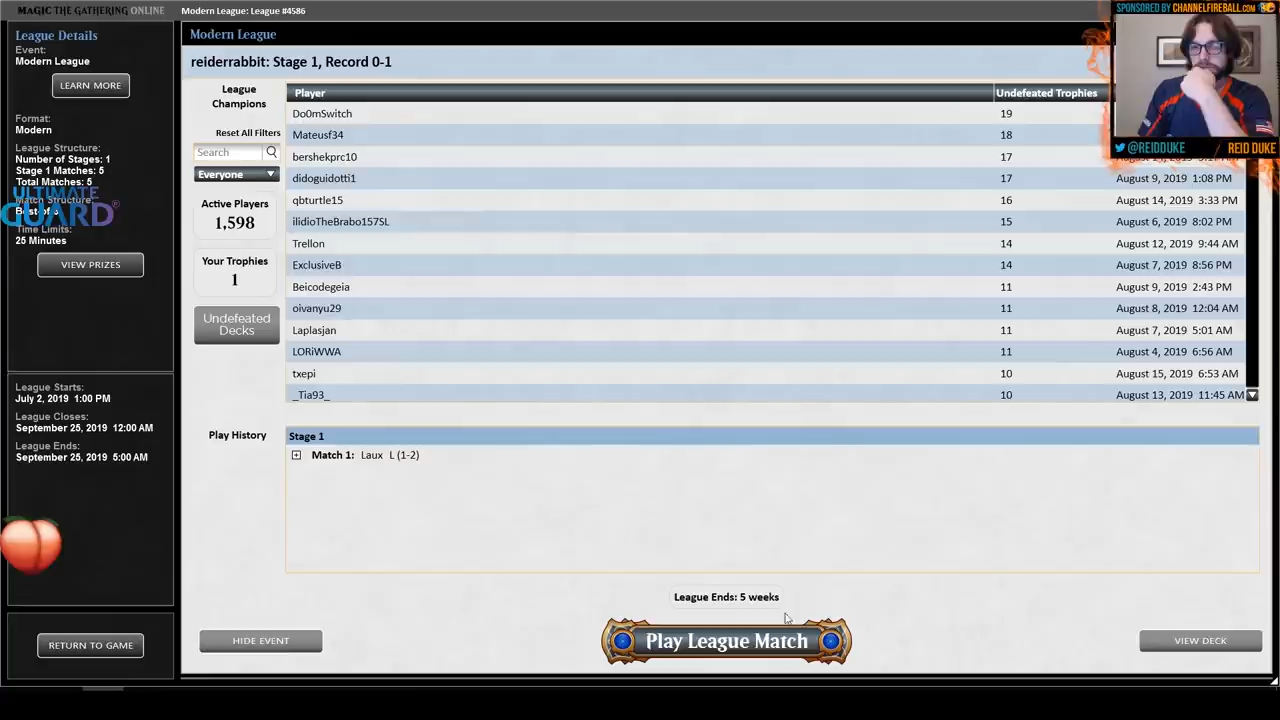 MAGIC THE GATHERING ONLINE
Modern League: League #4586
SPONSORED BY CHANNELFIREBALL.COM
League Details
Event:
Modern League
LEARN MORE
Format:
Modern
League Structure:
Number of Stages: 1
Stage 1 Matches: 5
Total Matches: 5
Match Structure:
ULTIMATE
GUARD®
Time Limits:
25 Minutes
VIEW PRIZES
League Starts:
July 2, 2019 1:00 PM
League Closes:
September 25, 2019 12:00 AM
League Ends:
September 25, 2019 5:00 AM
RETURN TO GAME
Modern League
reiderrabbit: Stage 1, Record 0-1
League
Champions
Reset All Filters
Search
Everyone
Active Players
1,598
Your Trophies
1
Undefeated
Decks
Player Undefeated Trophies
Do0mSwitch 19
Mateusf34 18
bershekprc10 17
didoguidotti1 17 August 9, 2019 1:08 PM
qbturtle15 16 August 14, 2019 3:33 PM
ilidioTheBrabo157SL 15 August 6, 2019 8:02 PM
Trellon 14 August 12, 2019 9:44 AM
ExclusiveB 14 August 7, 2019 8:56 PM
Beicodegeia 11 August 9, 2019 2:43 PM
oivanyu29 11 August 8, 2019 12:04 AM
Laplasjan 11 August 7, 2019 5:01 AM
LORiWWA 11 August 4, 2019 6:56 AM
txepi 10 August 15, 2019 6:53 AM
_Tia93_ 10 August 13, 2019 11:45 AM
@REIDDUKE REID DUKE
Play History
Stage 1
Match 1: Laux L (1-2)
League Ends: 5 weeks
HIDE EVENT
Play League Match
VIEW DECK